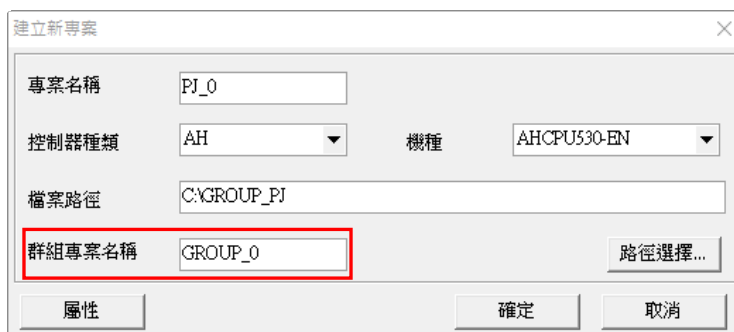 建立新專案
專案名稱 PJ_0
控制器種類 AH 機種 AHCPU530-EN
檔案路徑 C:\GROUP_PJ
群組專案名稱 GROUP_0 路徑選擇...
屬性 確定 取消